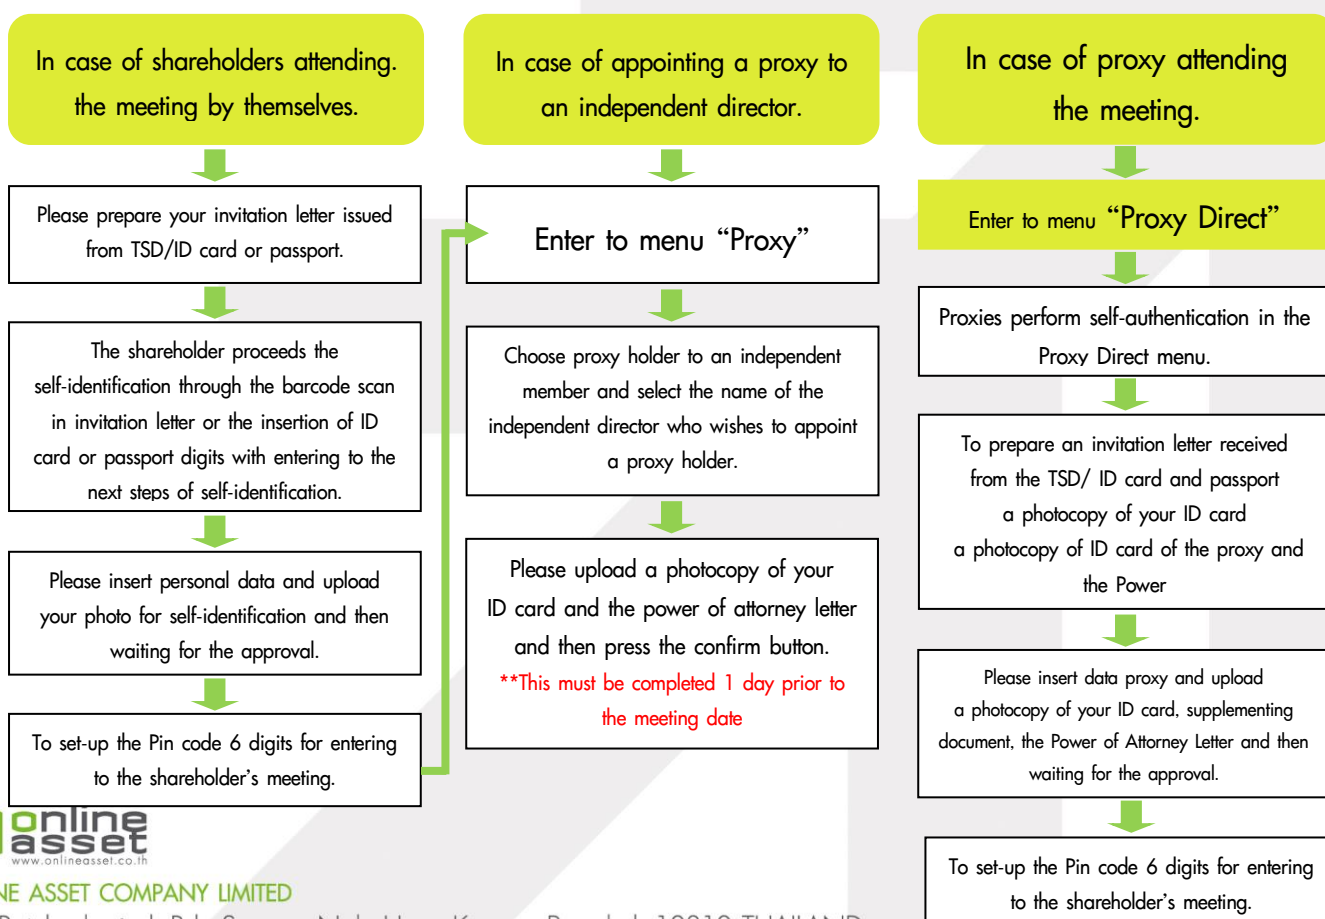 In case of shareholders attending.
the meeting by themselves.
Please prepare your invitation letter issued
from TSD/ID card or passport.
The shareholder proceeds the
self-identification through the barcode scan
in invitation letter or the insertion of ID
card or passport digits with entering to the
next steps of self-identification.
Please insert personal data and upload
your photo for self-identification and then
waiting for the approval.
To set-up the Pin code 6 digits for entering
to the shareholder's meeting.
In case of appointing a proxy to
an independent director.
Enter to menu “Proxy”
Choose proxy holder to an independent
member and select the name of the
independent director who wishes to appoint
a proxy holder.
Please upload a photocopy of your
ID card and the power of attorney letter
and then press the confirm button.
**This must be completed 1 day prior to
the meeting date
In case of proxy attending
the meeting.
Enter to menu “Proxy Direct”
Proxies perform self-authentication in the
Proxy Direct menu.
To prepare an invitation letter received
from the TSD/ ID card and passport
a photocopy of your ID card
a photocopy of ID card of the proxy and
the Power
Please insert data proxy and upload
a photocopy of your ID card, supplementing
document, the Power of Attorney Letter and then
waiting for the approval.
To set-up the Pin code 6 digits for entering
to the shareholder's meeting.
online
asset
www.onlineasset.co.th
NE ASSET COMPANY LIMITED